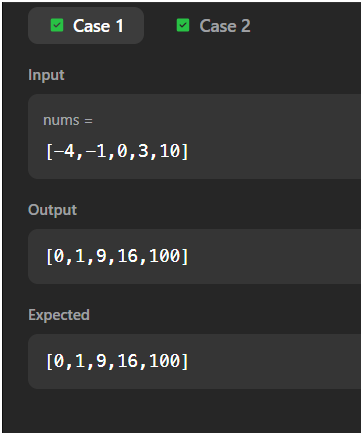 Case 1 Case 2
Input
nums =
[-4,-1,0,3,10]
Output
[0,1,9,16,100]
Expected
[0,1,9,16,100]